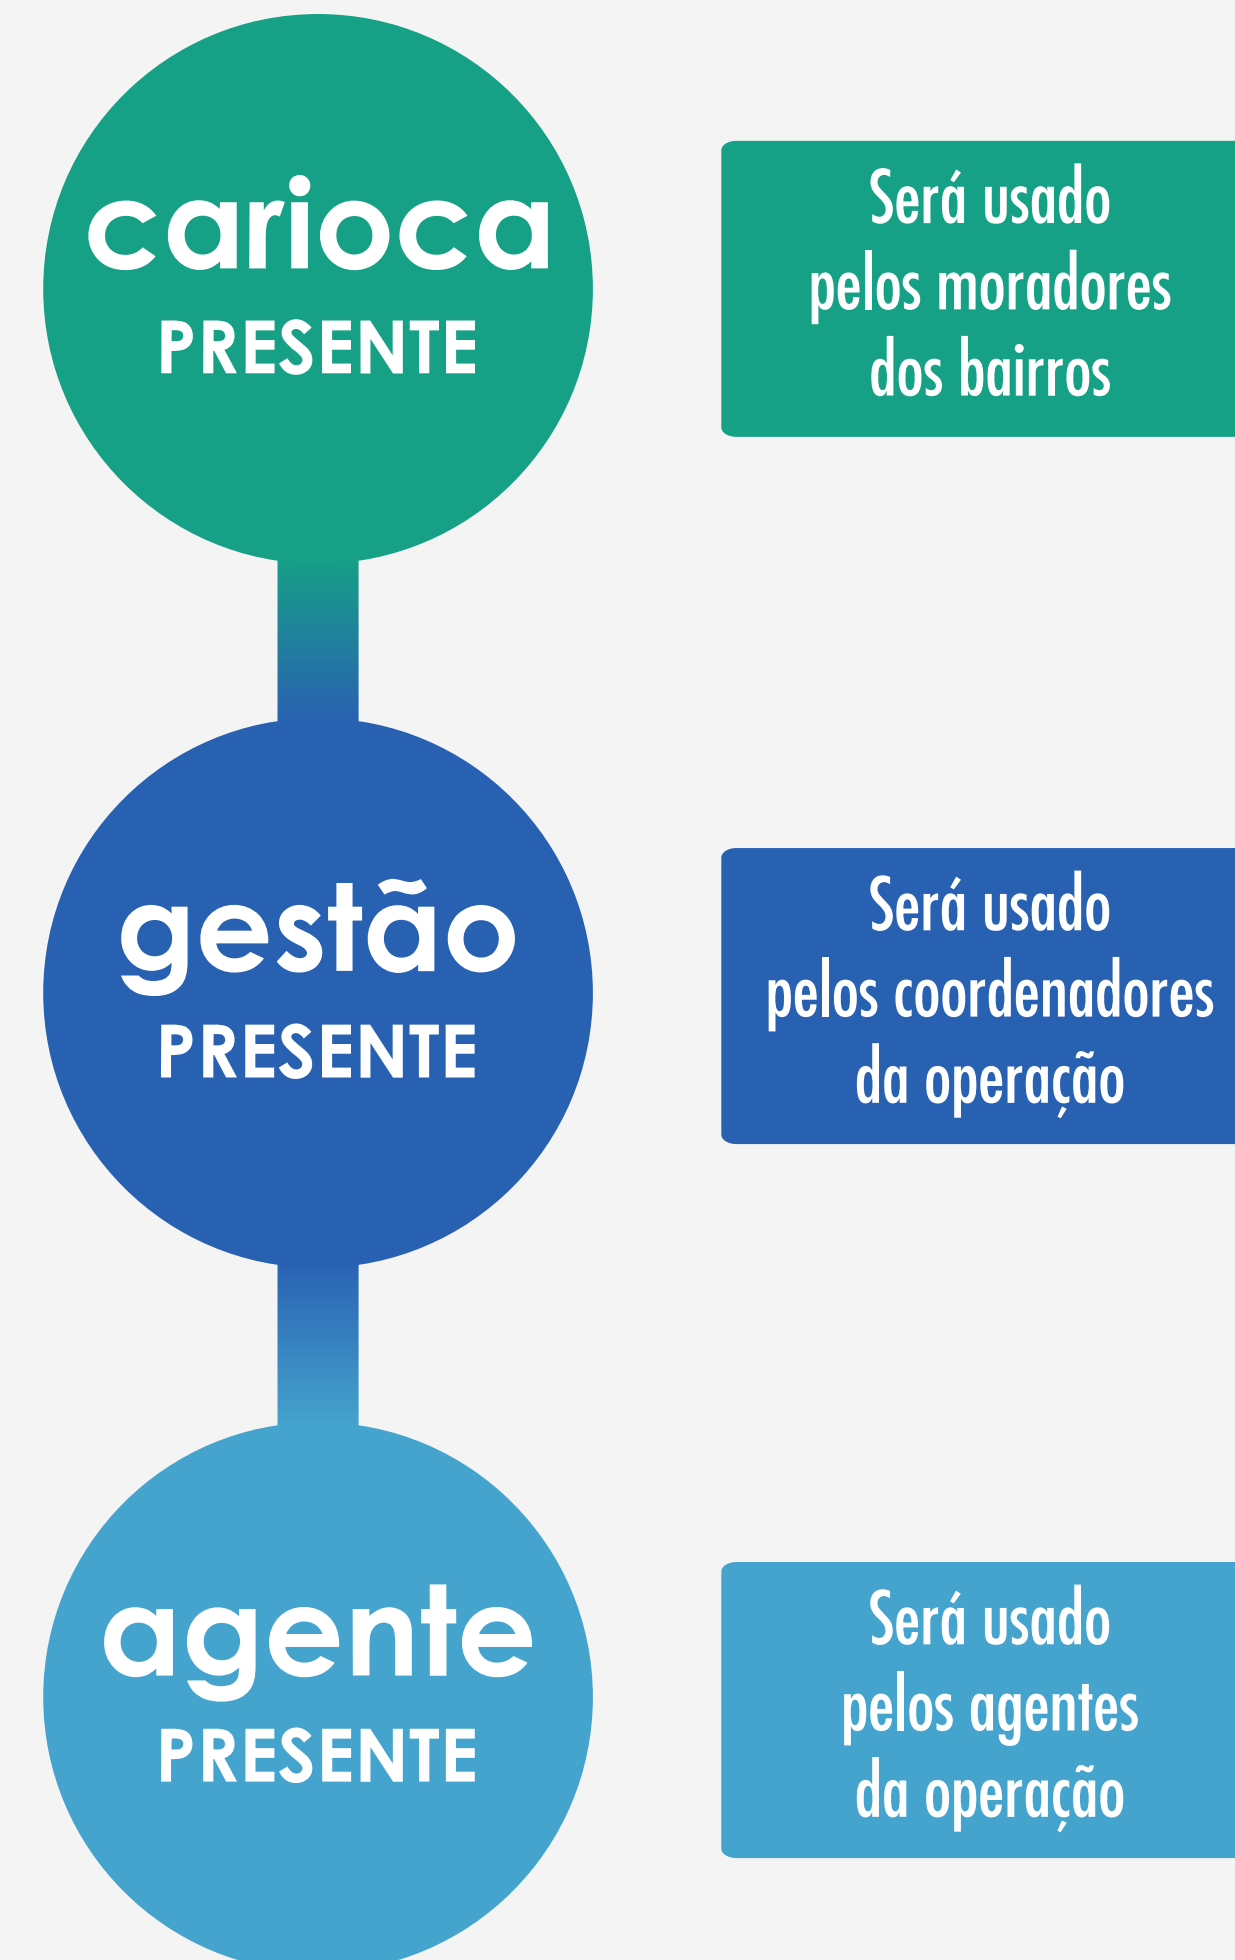 carioca
PRESENTE
Será usado
pelos moradores
dos bairros
gestão
PRESENTE
Será usado
pelos coordenadores
da operação
agente
PRESENTE
Será usado
pelos agentes
da operação